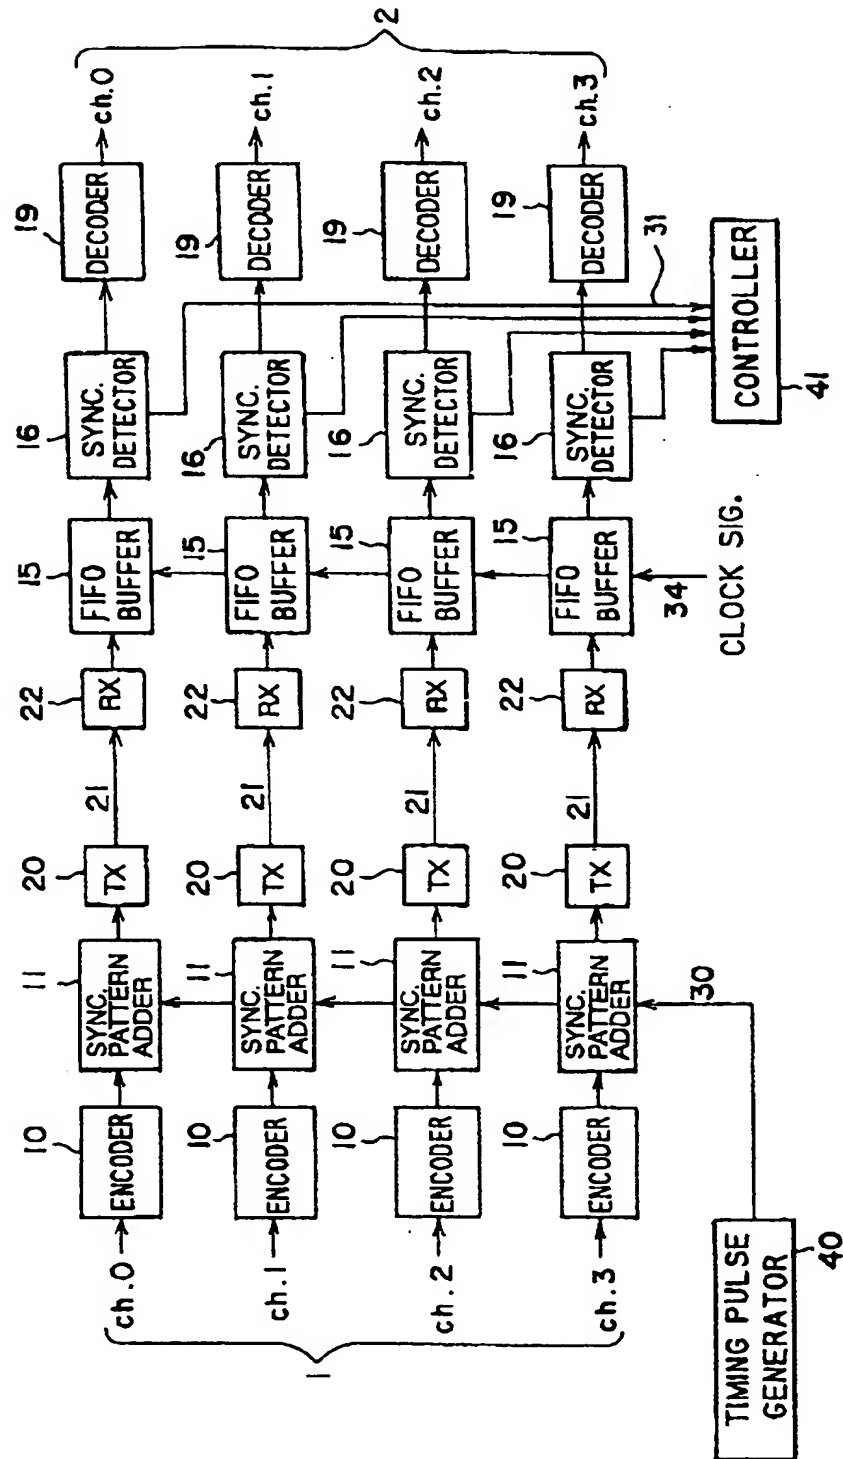 1
2
ch.0
10
ENCODER
11
SYNC.
PATTERN
ADDER
20
TX
21
22
RX
15
FIFO
BUFFER
16
SYNC.
DETECTOR
19
DECODER
ch.0
ch.1
10
ENCODER
11
SYNC.
PATTERN
ADDER
20
TX
21
22
RX
15
FIFO
BUFFER
16
SYNC.
DETECTOR
19
DECODER
ch.1
ch.2
10
ENCODER
11
SYNC.
PATTERN
ADDER
20
TX
21
22
RX
15
FIFO
BUFFER
16
SYNC.
DETECTOR
19
DECODER
ch.2
ch.3
10
ENCODER
11
SYNC.
PATTERN
ADDER
20
TX
21
22
RX
15
FIFO
BUFFER
16
SYNC.
DETECTOR
19
DECODER
ch.3
30
34
CLOCK SIG.
31
TIMING PULSE
GENERATOR
40
CONTROLLER
41